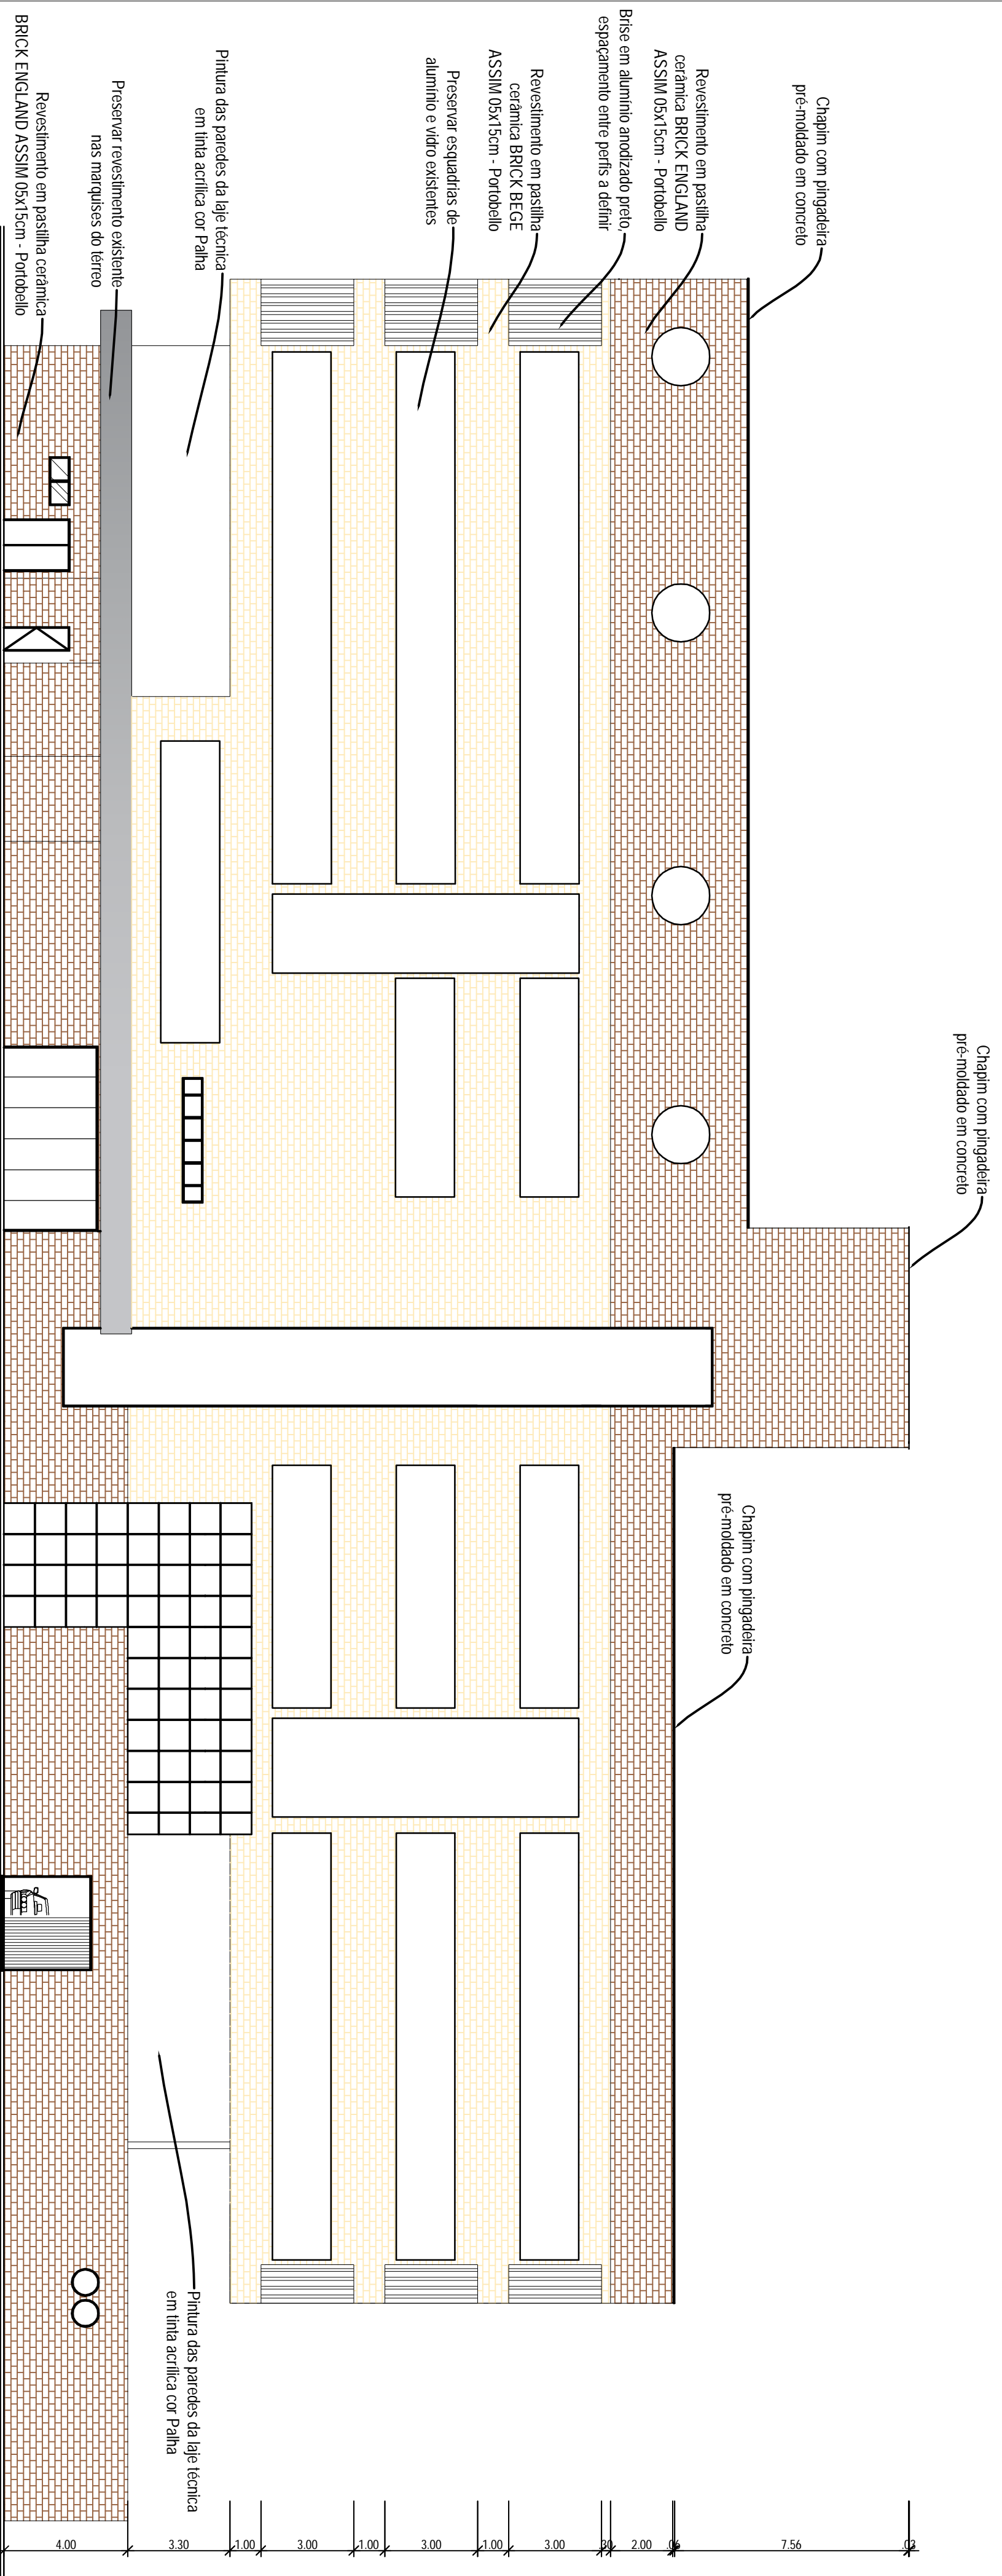 Chapim com pingadeira
pré-moldado em concreto
Chapim com pingadeira
pré-moldado em concreto
Chapim com pingadeira
pré-moldado em concreto
Revestimento em pastilha
cerâmica BRICK ENGLAND
ASSIM 05x15cm - Portobello
Brise em alumínio anodizado preto,
espaçamento entre perfis a definir
Revestimento em pastilha
cerâmica BRICK BEGE
ASSIM 05x15cm - Portobello
Preservar esquadrias de
alumínio e vidro existentes
Pintura das paredes da laje técnica
em tinta acrílica cor Palha
Pintura das paredes da laje técnica
em tinta acrílica cor Palha
Preservar revestimento existente
nas marquises do térreo
Revestimento em pastilha cerâmica
BRICK ENGLAND ASSIM 05x15cm - Portobello
4.00
3.30
1.00
3.00
1.00
3.00
1.00
3.00
.30
2.00
7.56